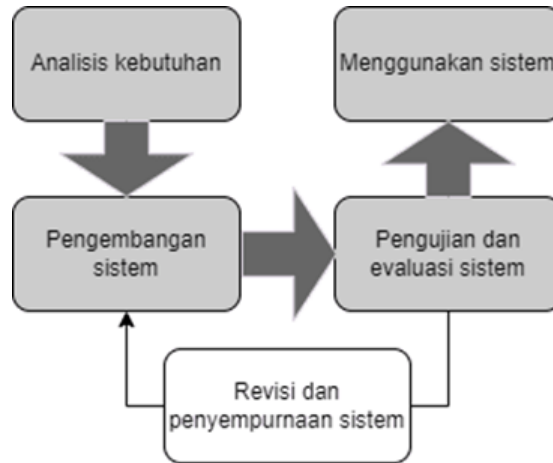 Analisis kebutuhan
Menggunakan sistem
Pengembangan
sistem
Pengujian dan
evaluasi sistem
Revisi dan
penyempurnaan sistem